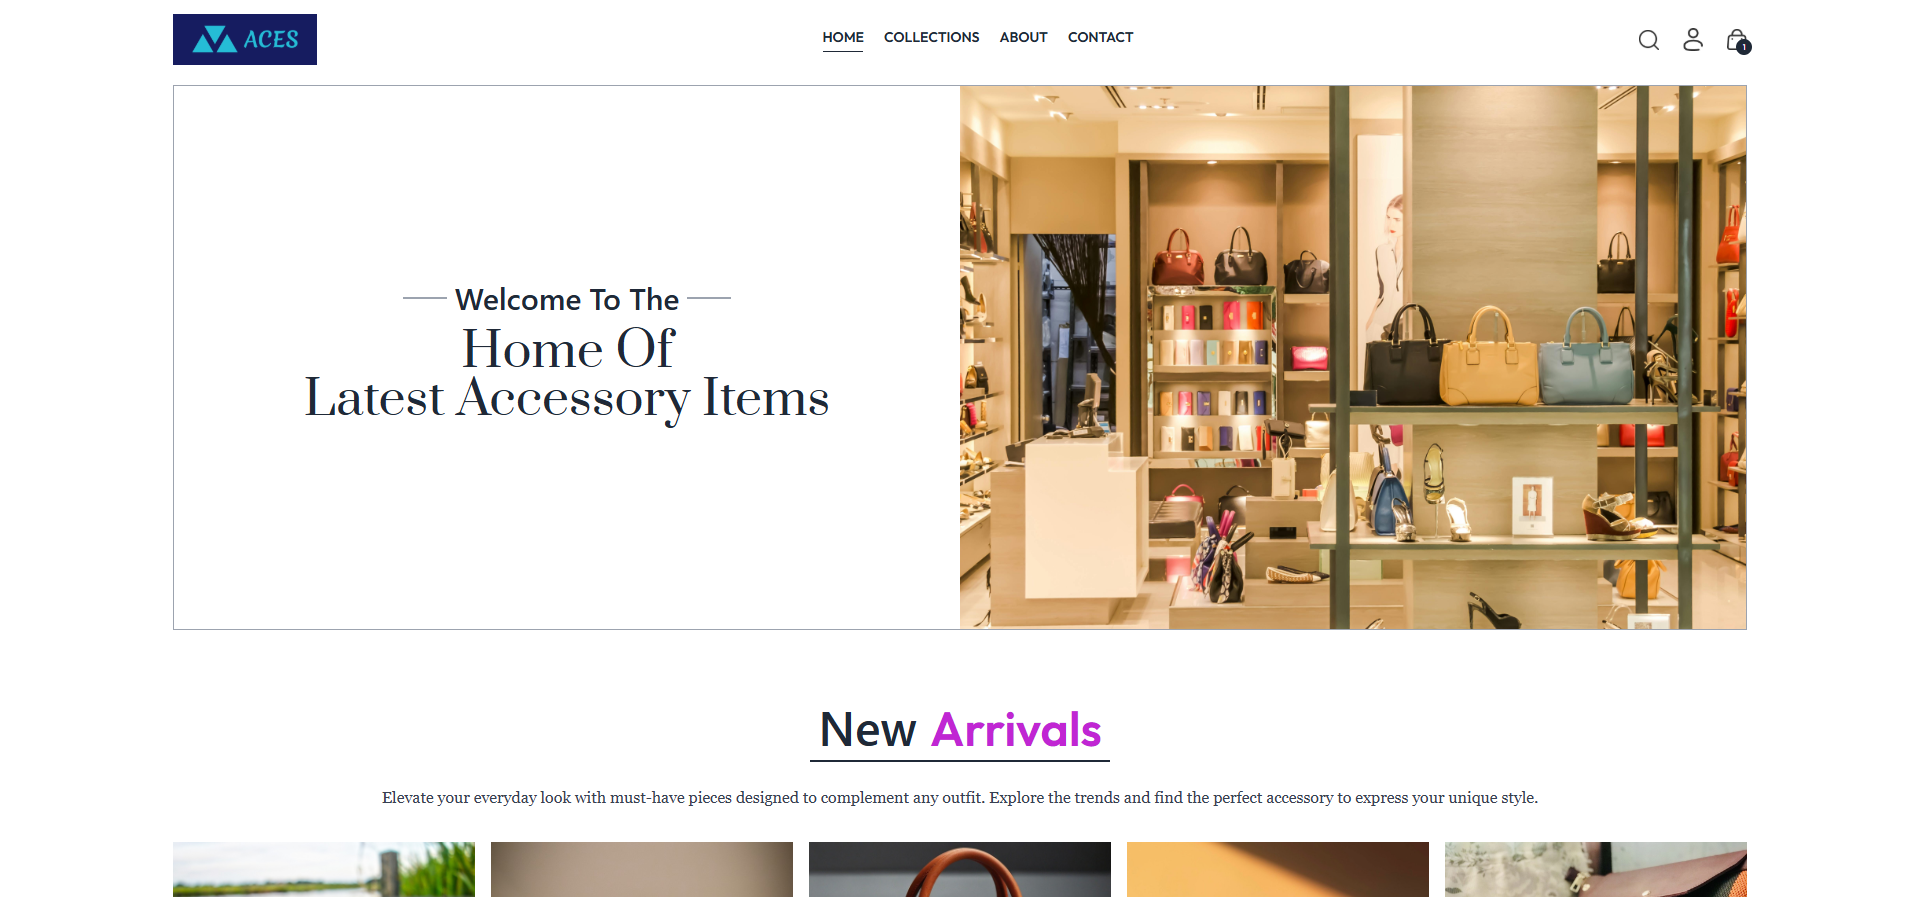 ACES
HOME COLLECTIONS ABOUT CONTACT
1
Welcome To The
Home Of
Latest Accessory Items
New Arrivals
Elevate your everyday look with must-have pieces designed to complement any outfit. Explore the trends and find the perfect accessory to express your unique style.